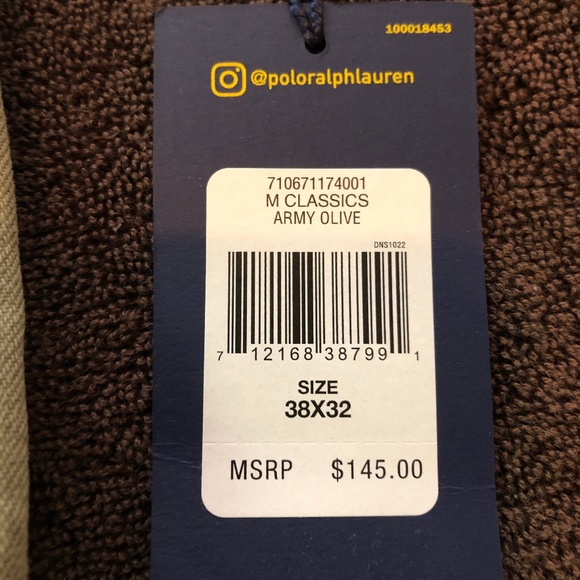 100018453
@poloralphlauren
710671174001
M CLASSICS
ARMY OLIVE
DNS1022
7 12168 38799 1
SIZE
38X32
MSRP $145.00